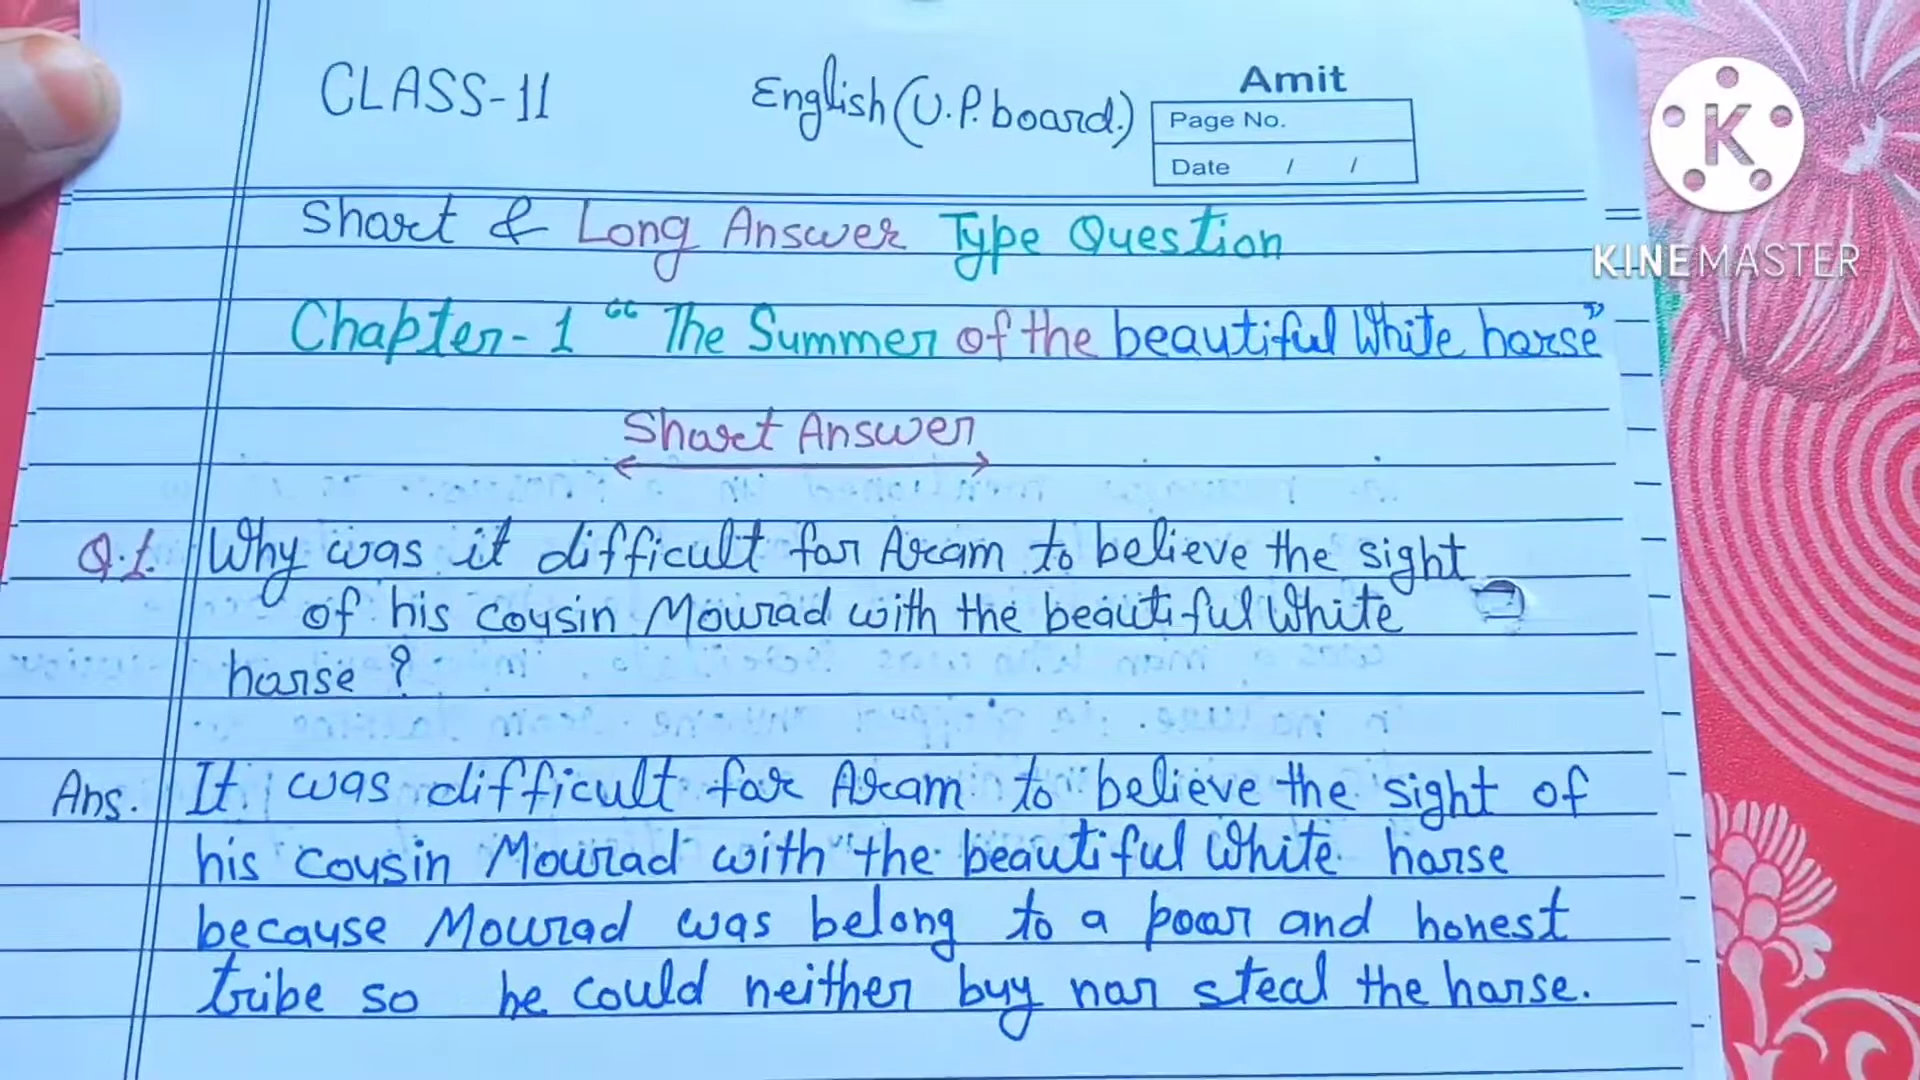 CLASS-11 English (U.P. board.) Amit
Page No.
Date / /
K
KINEMASTER
Short & Long Answer Type Question
Chapter-1 "The Summer of the beautiful White horse"
Short Answer
Q.1. Why was it difficult for Aram to believe the sight
of his cousin Mourad with the beautiful White
horse ?
Ans. It was difficult for Aram to believe the sight of
his cousin Mourad with the beautiful White horse
because Mourad was belong to a poor and honest
tribe so he could neither buy nor steal the horse.